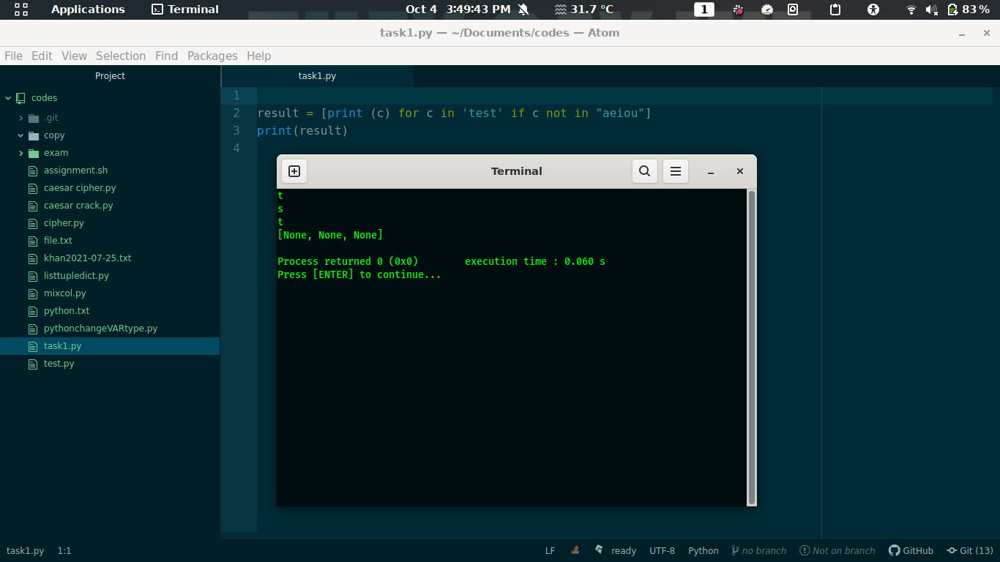 Applications Terminal Oct 4 3:49:43 PM 31.7 °C 1 83 %
task1.py — ~/Documents/codes — Atom
File Edit View Selection Find Packages Help
Project
task1.py
codes
.git
copy
exam
assignment.sh
caesar cipher.py
caesar crack.py
cipher.py
file.txt
khan2021-07-25.txt
listtupledict.py
mixcol.py
python.txt
pythonchangeVARtype.py
task1.py
test.py
1
2 result = [print (c) for c in 'test' if c not in "aeiou"]
3 print(result)
4
Terminal
t
s
t
[None, None, None]
Process returned 0 (0x0) execution time : 0.060 s
Press [ENTER] to continue...
task1.py 1:1 LF ready UTF-8 Python no branch Not on branch GitHub Git (13)